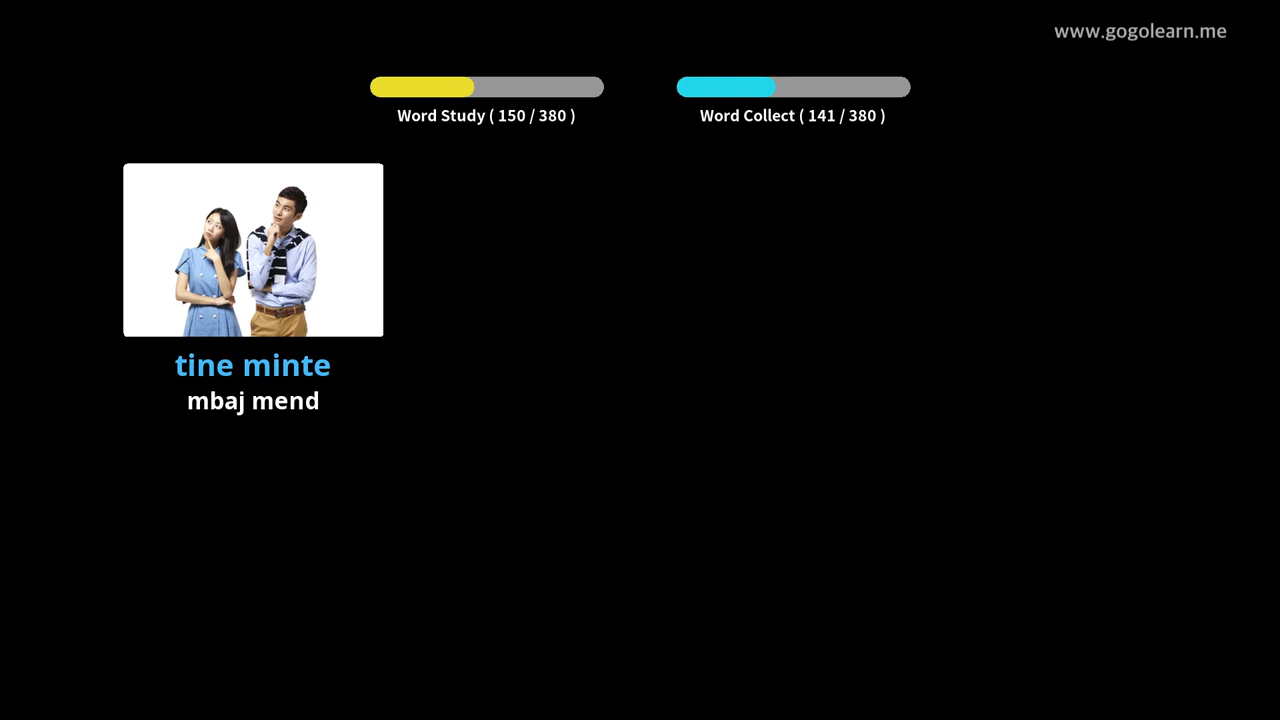 www.gogolearn.me
Word Study ( 150 / 380 )
Word Collect ( 141 / 380 )
tine minte
mbaj mend